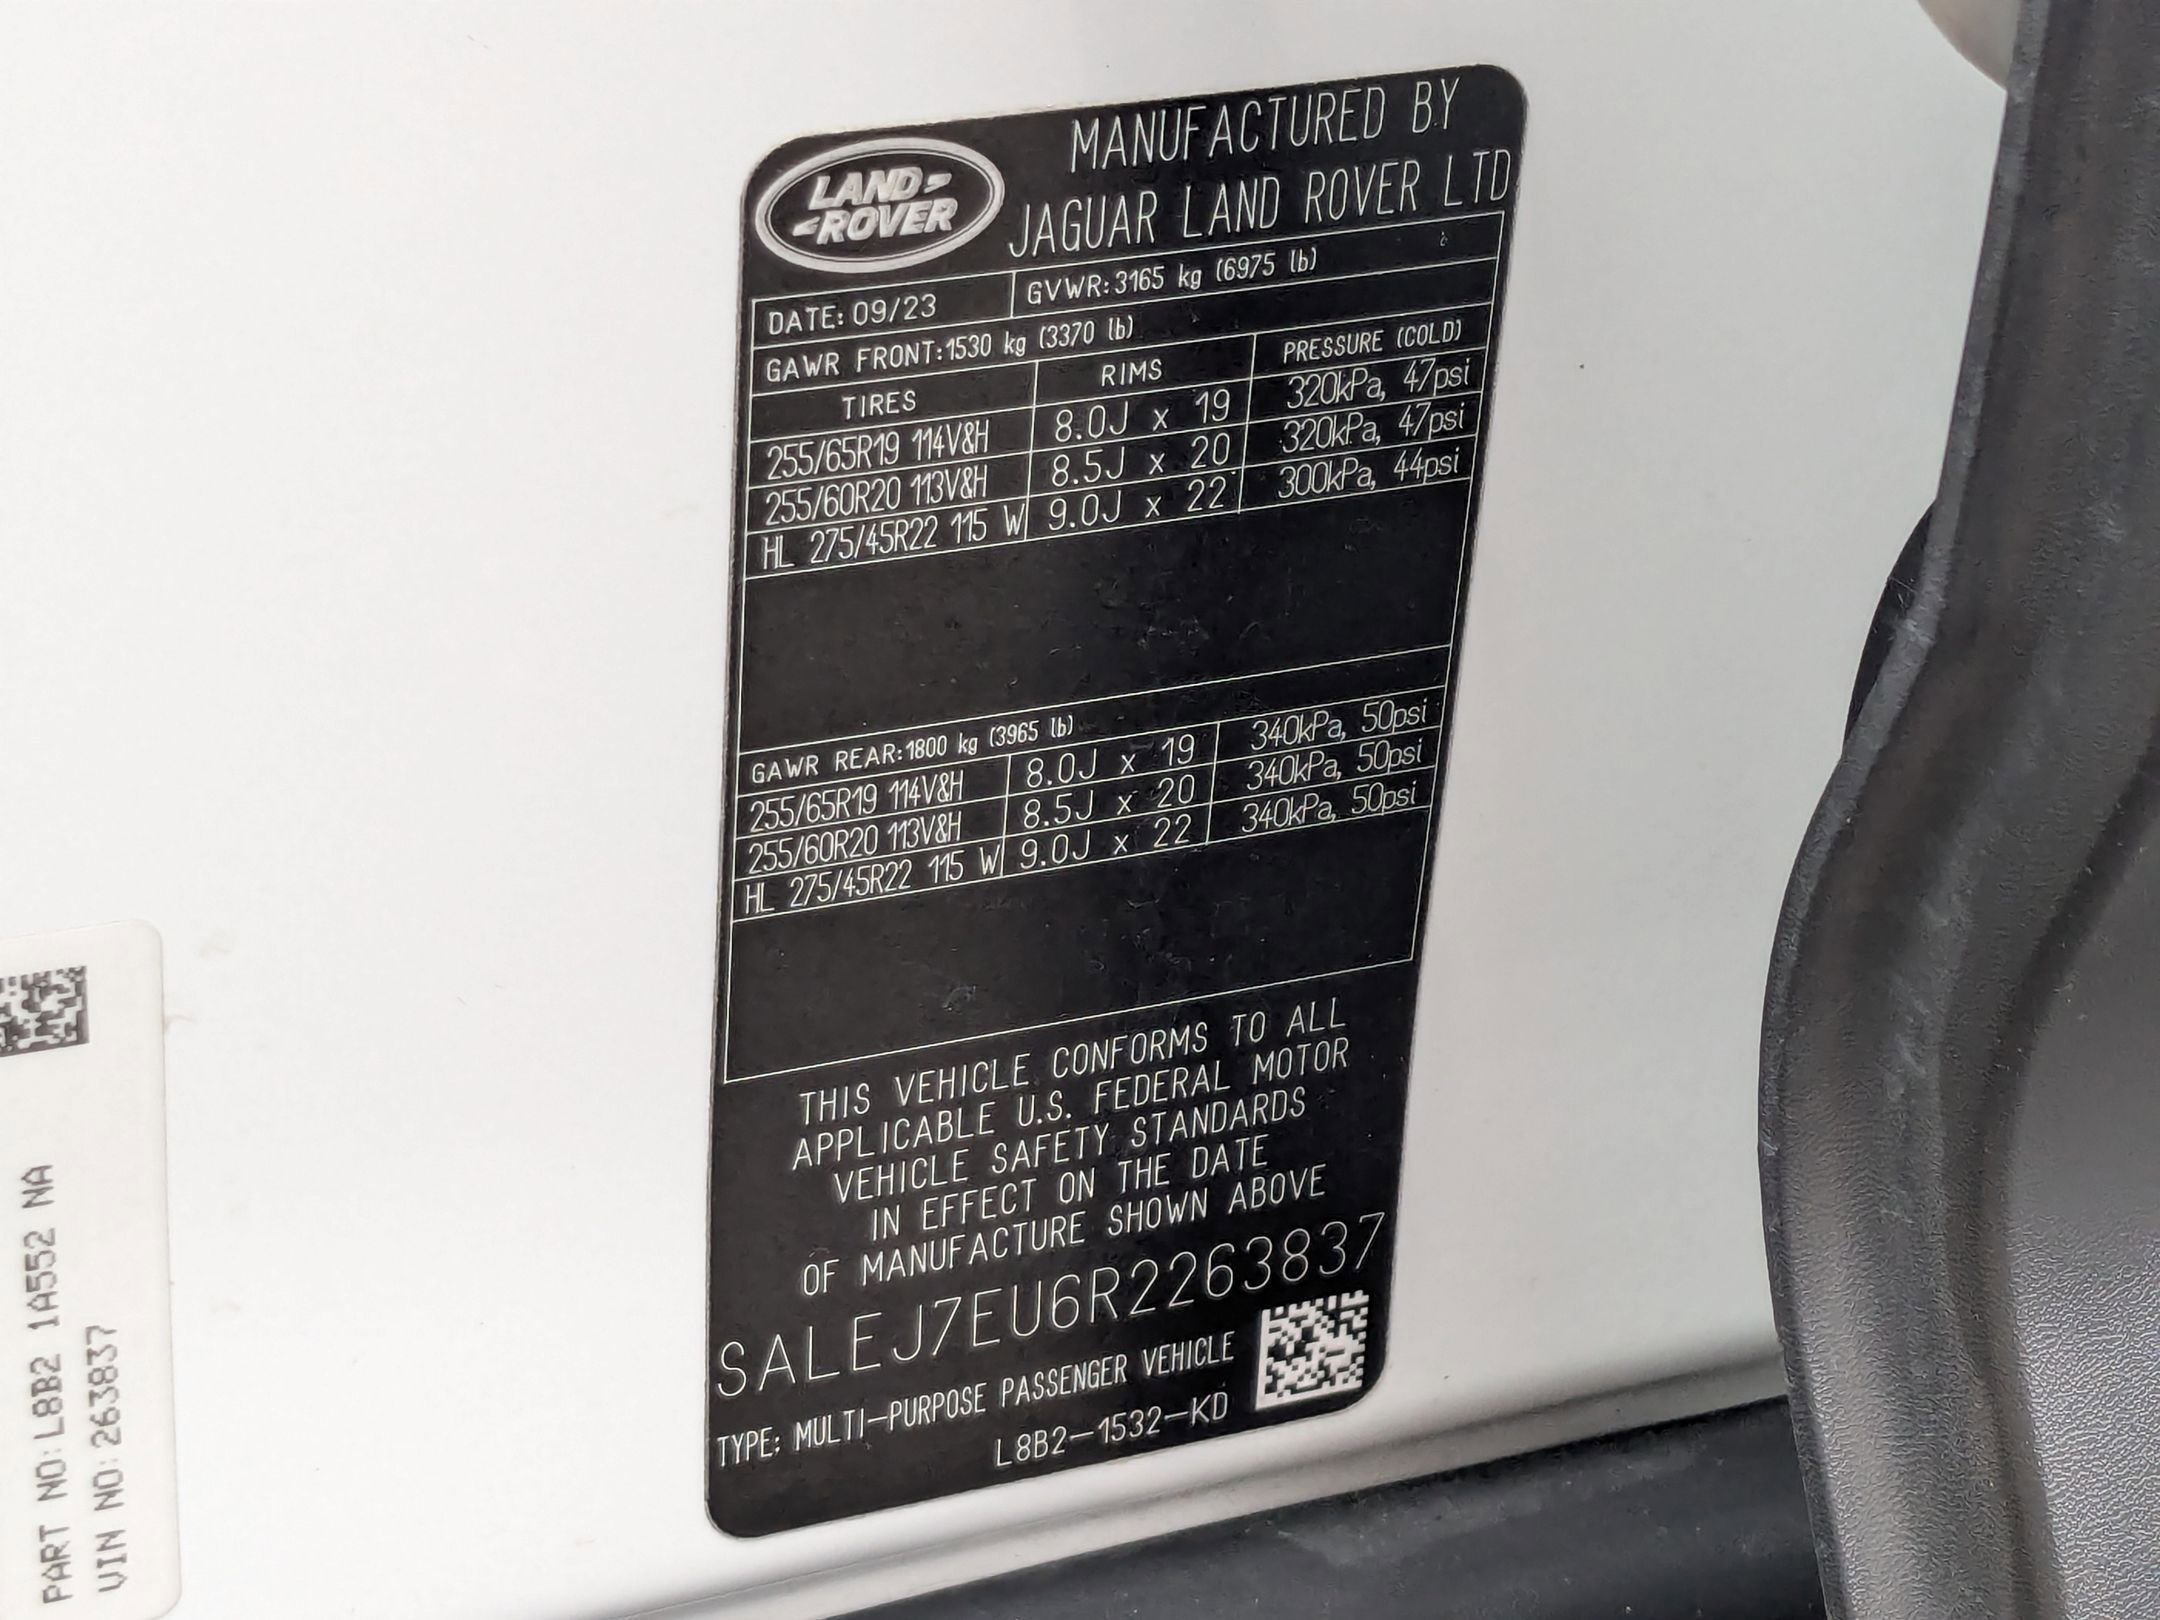 LAND-
-ROVER
MANUFACTURED BY
JAGUAR LAND ROVER LTD
DATE: 09/23 GVWR: 3165 kg (6975 lb)
GAWR FRONT: 1530 kg (3370 lb)
TIRES RIMS PRESSURE (COLD)
255/65R19 114V&H 8.0J x 19 320kPa, 47psi
255/60R20 113V&H 8.5J x 20 320kPa, 47psi
HL 275/45R22 115 W 9.0J x 22 300kPa, 44psi
GAWR REAR: 1800 kg (3965 lb)
255/65R19 114V&H 8.0J x 19 340kPa, 50psi
255/60R20 113V&H 8.5J x 20 340kPa, 50psi
HL 275/45R22 115 W 9.0J x 22 340kPa, 50psi
THIS VEHICLE CONFORMS TO ALL
APPLICABLE U.S. FEDERAL MOTOR
VEHICLE SAFETY STANDARDS
IN EFFECT ON THE DATE
OF MANUFACTURE SHOWN ABOVE
SALEJ7EU6R2263837
TYPE: MULTI-PURPOSE PASSENGER VEHICLE
L8B2-1532-KD
PART NO: L8B2 1A552 NA
VIN NO: 263837